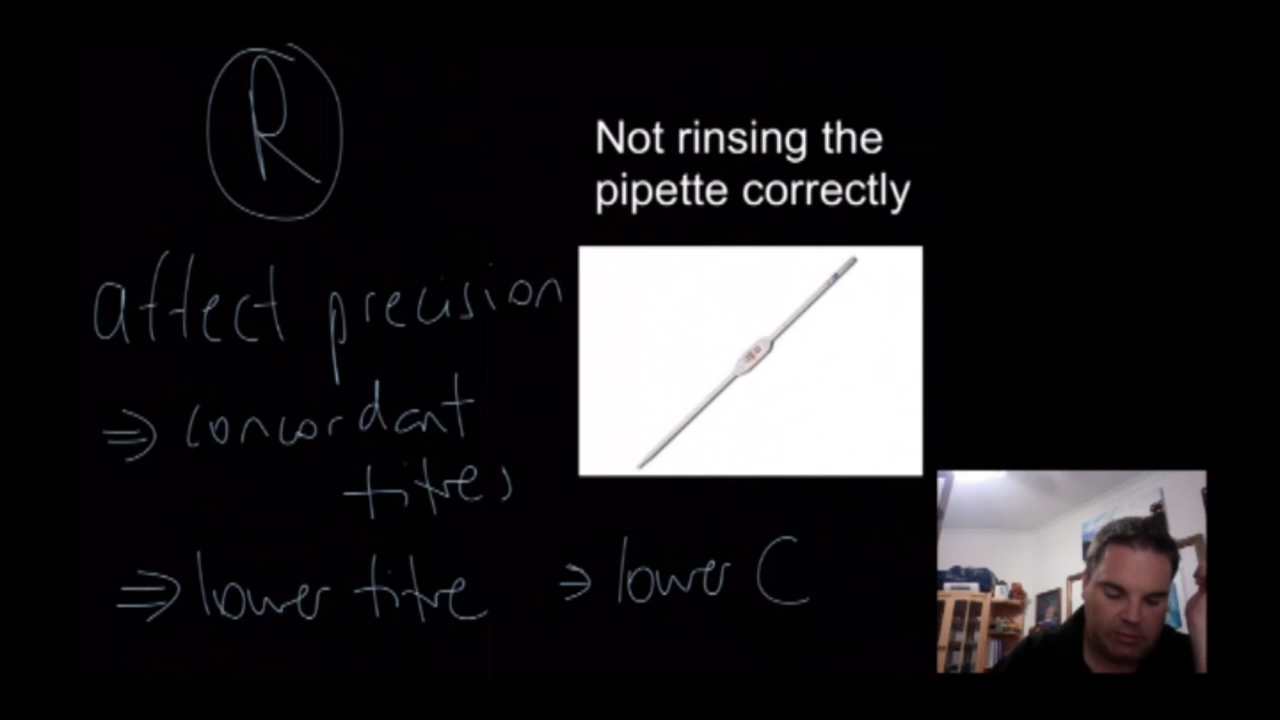 R
Not rinsing the
pipette correctly
affect precision
⇒ concordant
titres
⇒ lower titre ⇒ lower C